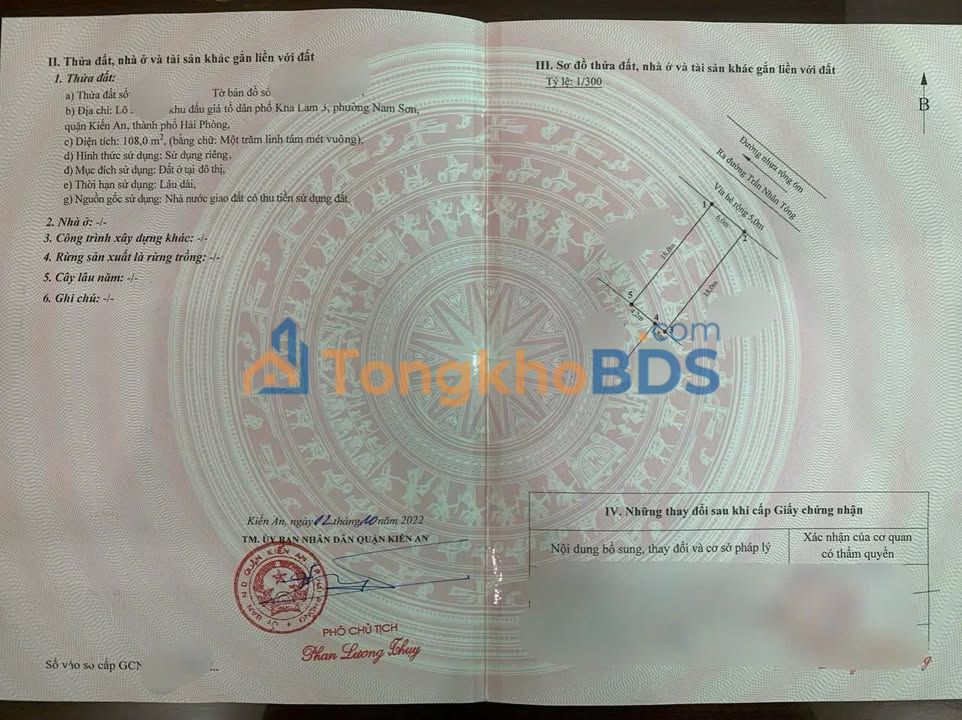 II. Thửa đất, nhà ở và tài sản khác gắn liền với đất
1. Thửa đất:
a) Thửa đất số Tờ bản đồ số
b) Địa chỉ: Lô khu đấu giá tổ dân phố Kha Lam 3, phường Nam Sơn,
quận Kiến An, thành phố Hải Phòng,
c) Diện tích: 108,0 m², (bằng chữ: Một trăm linh tám mét vuông).
d) Hình thức sử dụng: Sử dụng riêng,
đ) Mục đích sử dụng: Đất ở tại đô thị,
e) Thời hạn sử dụng: Lâu dài,
g) Nguồn gốc sử dụng: Nhà nước giao đất có thu tiền sử dụng đất.
2. Nhà ở: -/-
3. Công trình xây dựng khác: -/-
4. Rừng sản xuất là rừng trồng: -/-
5. Cây lâu năm: -/-
6. Ghi chú: -/-
Kiến An, ngày 12 tháng 10 năm 2022
TM. ỦY BAN NHÂN DÂN QUẬN KIẾN AN
PHÓ CHỦ TỊCH
Phan Lương Thuy
Số vào sổ cấp GCN ...
III. Sơ đồ thửa đất, nhà ở và tài sản khác gắn liền với đất
Tỷ lệ: 1/300
B
Đường nhựa rộng 6m
Ra đường Trần Nhân Tông
Vỉa hè rộng 5,0m
1
6,0m
2
18,0m
18,0m
5
4,2m
4
TongkhoBDS
.com
IV. Những thay đổi sau khi cấp Giấy chứng nhận
Nội dung bổ sung, thay đổi và cơ sở pháp lý
Xác nhận của cơ quan
có thẩm quyền